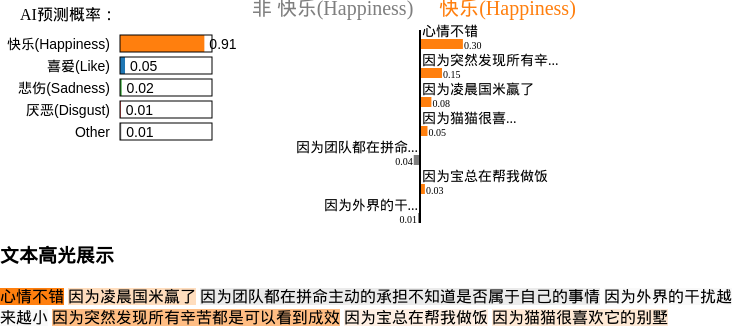 AI预测概率：
快乐(Happiness) 0.91
喜爱(Like) 0.05
悲伤(Sadness) 0.02
厌恶(Disgust) 0.01
Other 0.01
非 快乐(Happiness) 快乐(Happiness)
心情不错
0.30
因为突然发现所有辛...
0.15
因为凌晨国米赢了
0.08
因为猫猫很喜...
0.05
因为团队都在拼命...
0.04
因为宝总在帮我做饭
0.03
因为外界的干...
0.01
文本高光展示
心情不错 因为凌晨国米赢了 因为团队都在拼命主动的承担不知道是否属于自己的事情 因为外界的干扰越
来越小 因为突然发现所有辛苦都是可以看到成效 因为宝总在帮我做饭 因为猫猫很喜欢它的别墅